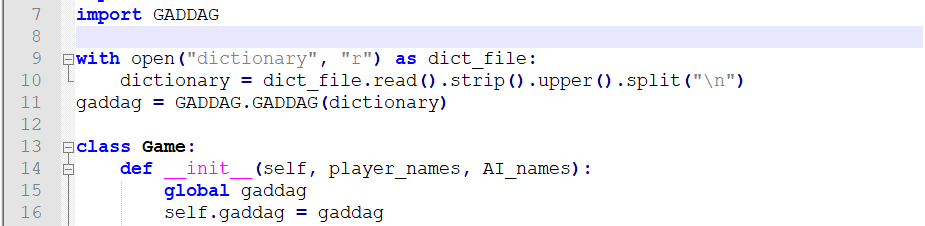 7 import GADDAG
8
9 with open("dictionary", "r") as dict_file:
10     dictionary = dict_file.read().strip().upper().split("\n")
11 gaddag = GADDAG.GADDAG(dictionary)
12
13 class Game:
14     def __init__(self, player_names, AI_names):
15         global gaddag
16         self.gaddag = gaddag